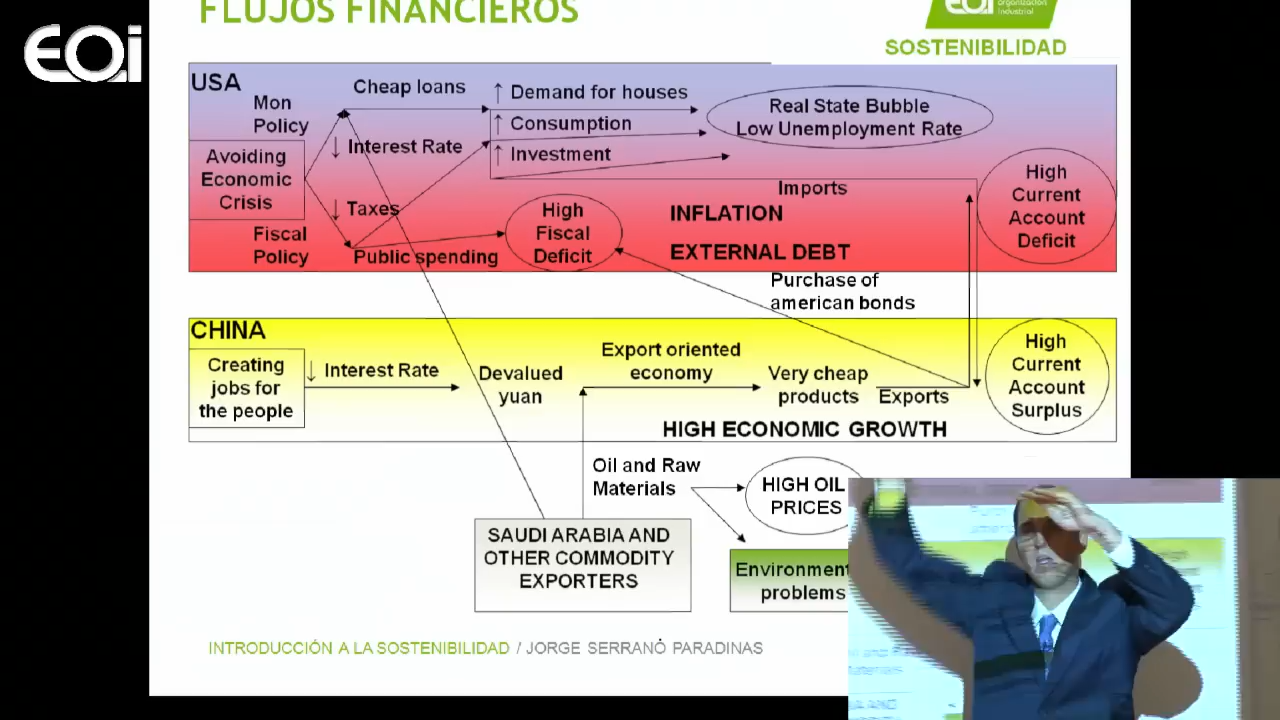 FLUJOS FINANCIEROS
EOi
organización
industrial
SOSTENIBILIDAD
EOi
USA
Mon
Policy
Cheap loans
↑ Demand for houses
↑ Consumption
↑ Investment
Real State Bubble
Low Unemployment Rate
↓ Interest Rate
Avoiding
Economic
Crisis
↓ Taxes
Fiscal
Policy
Public spending
High
Fiscal
Deficit
Imports
INFLATION
EXTERNAL DEBT
High
Current
Account
Deficit
Purchase of
american bonds
CHINA
Creating
jobs for
the people
↓ Interest Rate
Devalued
yuan
Export oriented
economy
Very cheap
products
Exports
High
Current
Account
Surplus
HIGH ECONOMIC GROWTH
Oil and Raw
Materials
HIGH OIL
PRICES
SAUDI ARABIA AND
OTHER COMMODITY
EXPORTERS
Environment
problems
INTRODUCCIÓN A LA SOSTENIBILIDAD / JORGE SERRANO PARADINAS